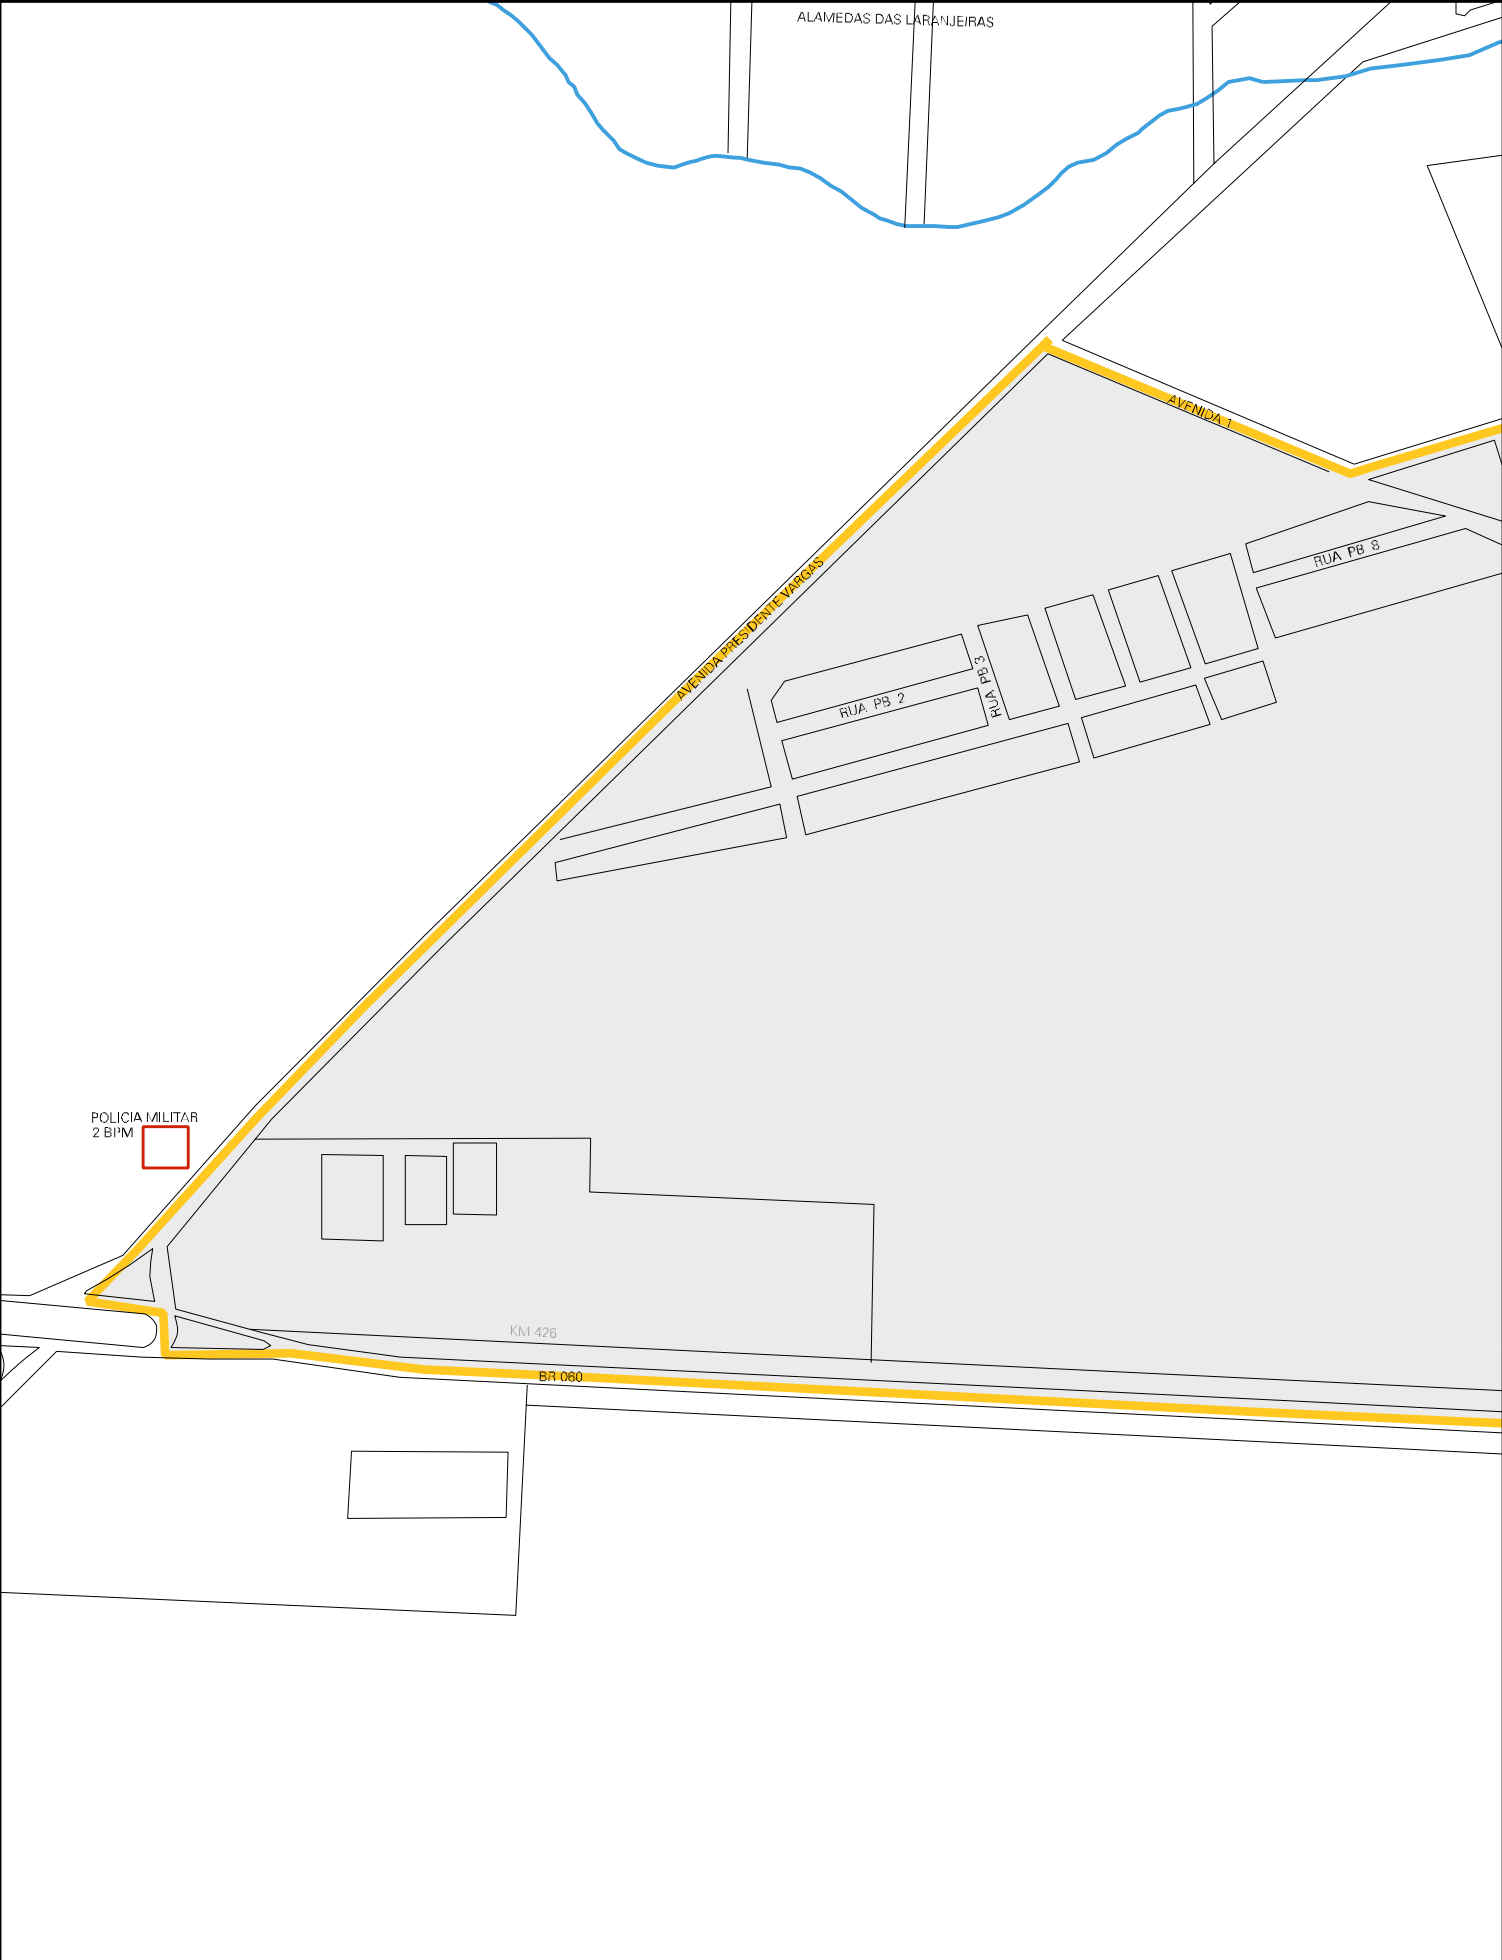 ALAMEDAS DAS LARANJEIRAS
AVENIDA 1
RUA PB 8
AVENIDA PRESIDENTE VARGAS
RUA PB 3
RUA PB 2
POLICIA MILITAR
2 BPM
KM 426
BR 060